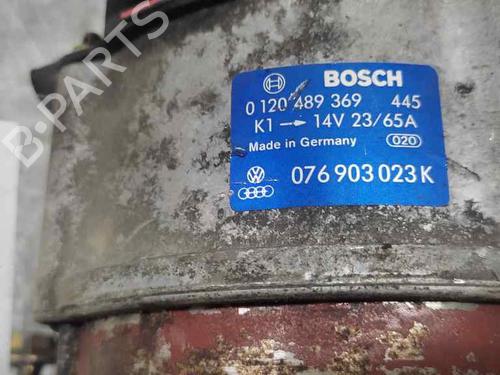 BOSCH
0 120 489 369 445
K1 → 14V 23/65A
Made in Germany 020
076 903 023 K
B-Parts